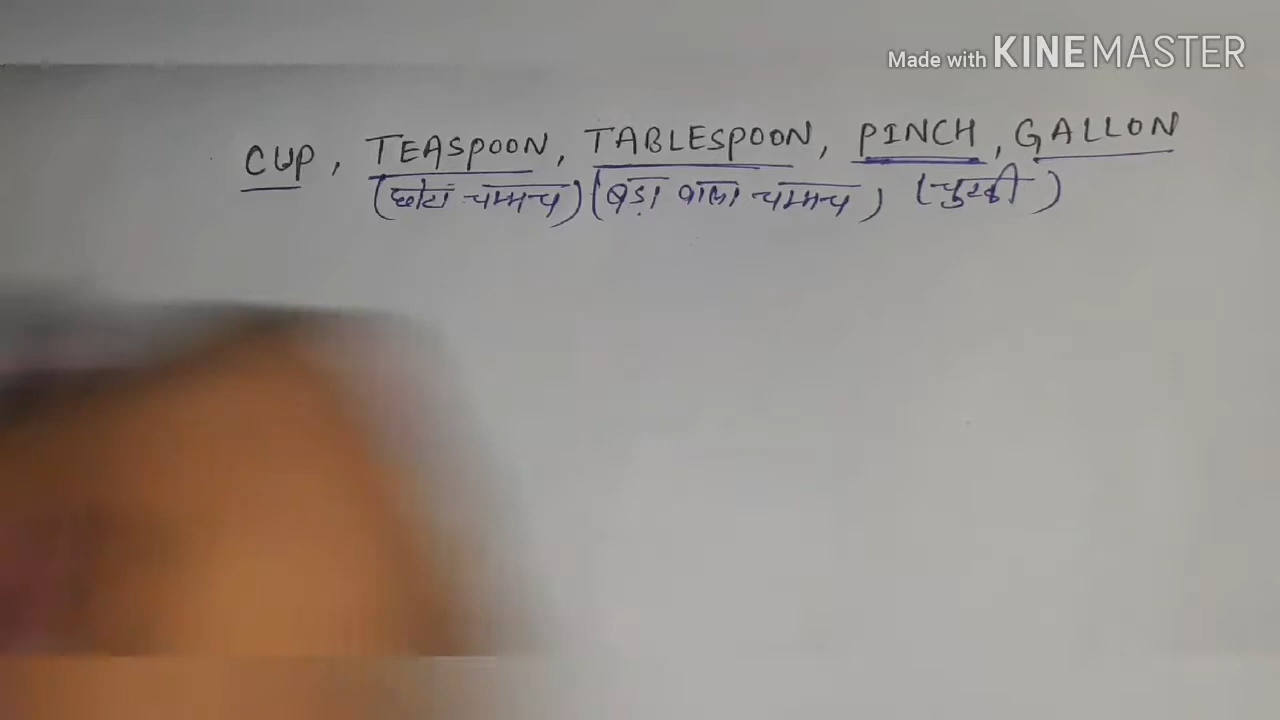 Made with KINEMASTER
CUP, TEASPOON, TABLESPOON, PINCH, GALLON
(छोटा चम्मच) (बड़ा वाला चम्मच) (चुटकी)